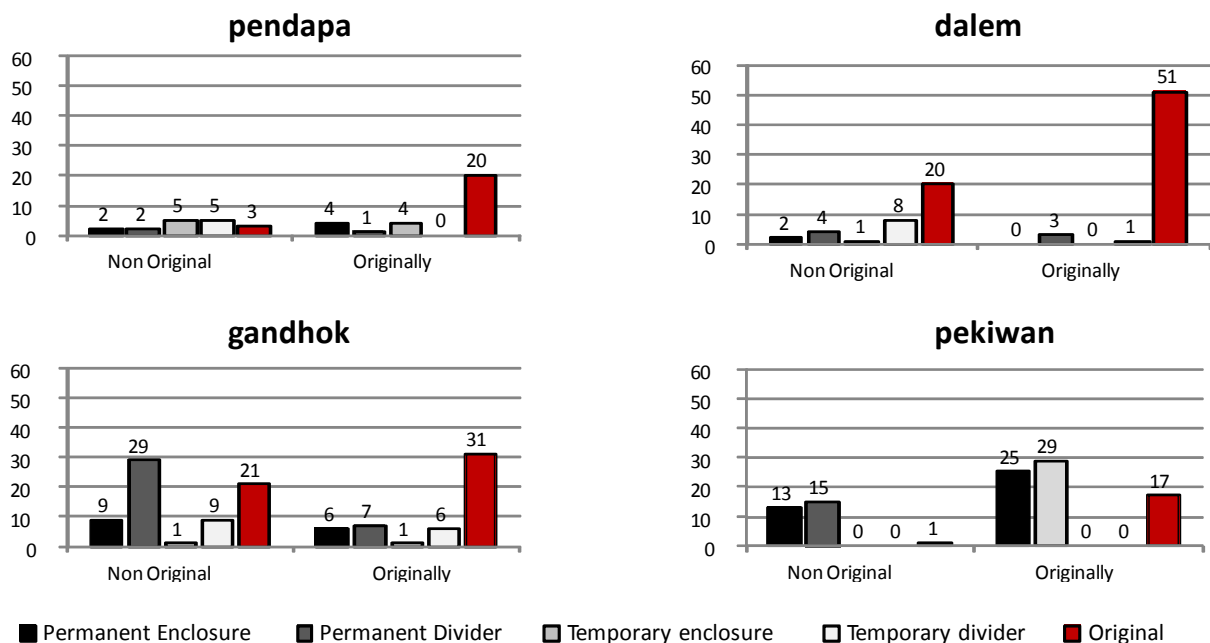 pendapa
60
50
40
30
20
10
0
2 2 5 5 3 4 1 4 0 20
Non Original Originally
dalem
60
50
40
30
20
10
0
2 4 1 8 20 0 3 0 1 51
Non Original Originally
gandhok
60
50
40
30
20
10
0
9 29 1 9 21 6 7 1 6 31
Non Original Originally
pekiwan
60
50
40
30
20
10
0
13 15 0 0 1 25 29 0 0 17
Non Original Originally
Permanent Enclosure Permanent Divider Temporary enclosure Temporary divider Original